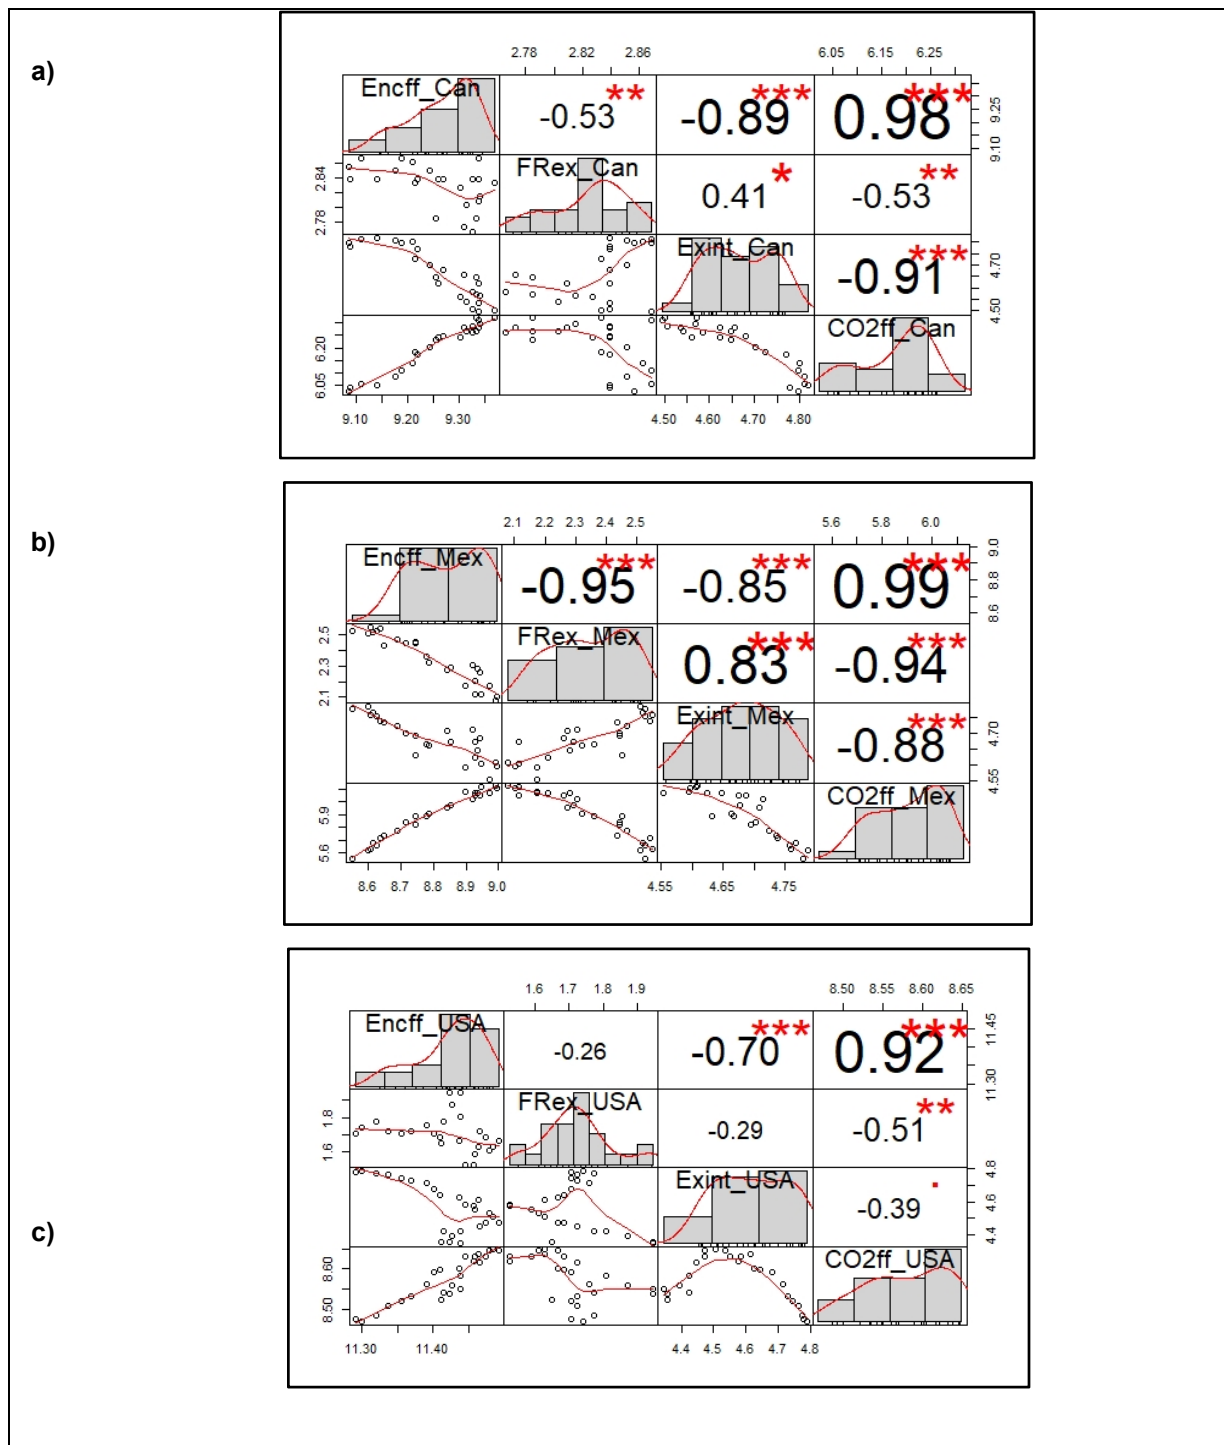 a)
2.78 2.82 2.86 6.05 6.15 6.25
Encff_Can -0.53 ** -0.89 *** 0.98 *** 9.10 9.25
2.78 2.84 FRex_Can 0.41 * -0.53 **
Exint_Can -0.91 *** 4.50 4.70
6.05 6.20 CO2ff_Can
9.10 9.20 9.30 4.50 4.60 4.70 4.80
b)
2.1 2.2 2.3 2.4 2.5 5.6 5.8 6.0
Encff_Mex -0.95 *** -0.85 *** 0.99 *** 8.6 8.8 9.0
2.1 2.3 2.5 FRex_Mex 0.83 *** -0.94 ***
Exint_Mex -0.88 *** 4.55 4.70
5.6 5.9 CO2ff_Mex
8.6 8.7 8.8 8.9 9.0 4.55 4.65 4.75
c)
1.6 1.7 1.8 1.9 8.50 8.55 8.60 8.65
Encff_USA -0.26 -0.70 *** 0.92 *** 11.30 11.45
1.6 1.8 FRex_USA -0.29 -0.51 **
Exint_USA -0.39 . 4.4 4.6 4.8
8.50 8.60 CO2ff_USA
11.30 11.40 4.4 4.5 4.6 4.7 4.8